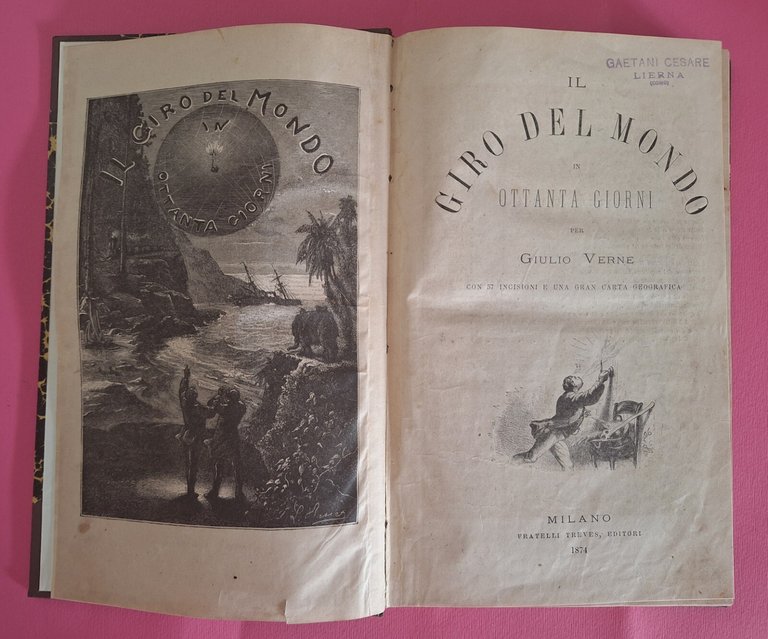 IL GIRO DEL MONDO
IN
OTTANTA GIORNI
GAETANI CESARE
LIERNA
(COMO)
IL
GIRO DEL MONDO
IN
OTTANTA GIORNI
PER
GIULIO VERNE
CON 57 INCISIONI E UNA GRAN CARTA GEOGRAFICA
MILANO
FRATELLI TREVES, EDITORI
1874